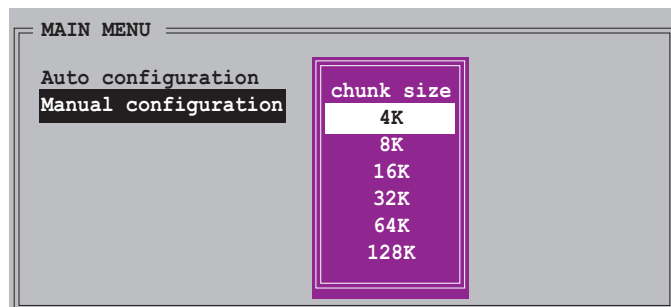 MAIN MENU
Auto configuration
Manual configuration
chunk size
4K
8K
16K
32K
64K
128K